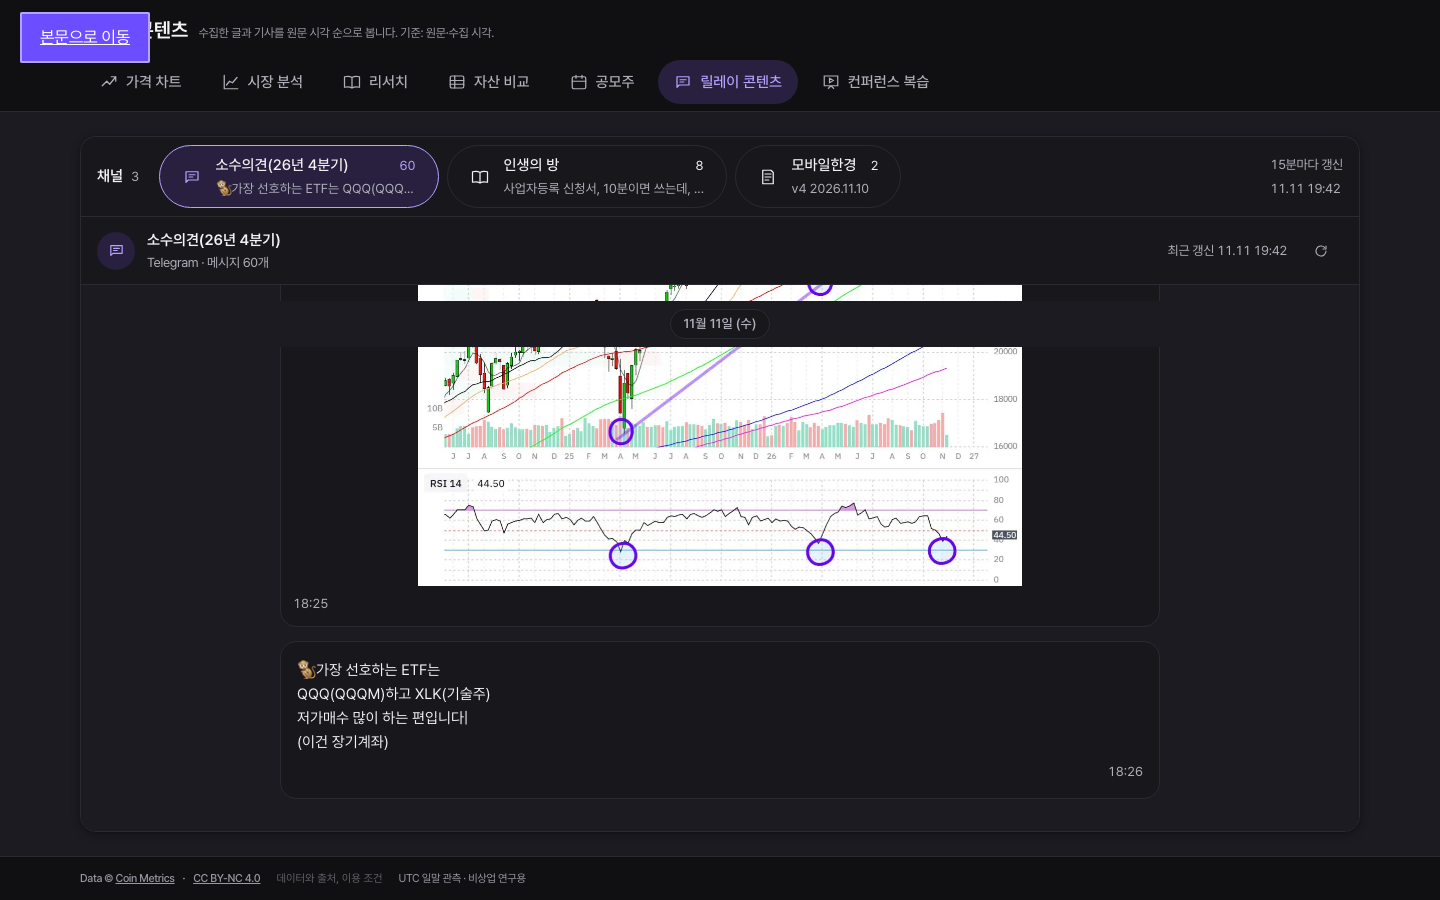 본문으로 이동
콘텐츠
수집한 글과 기사를 원문 시각 순으로 봅니다. 기준: 원문·수집 시각.
가격 차트
시장 분석
리서치
자산 비교
공모주
릴레이 콘텐츠
컨퍼런스 복습
채널 3
소수의견(26년 4분기) 60
🐒가장 선호하는 ETF는 QQQ(QQQ...
인생의 방 8
사업자등록 신청서, 10분이면 쓰는데, ...
모바일한경 2
v4 2026.11.10
15분마다 갱신
11.11 19:42
소수의견(26년 4분기)
Telegram · 메시지 60개
최근 갱신 11.11 19:42
11월 11일 (수)
20000
18000
16000
10B
5B
J J A S O N D 25 F M A M J J A S O N D 26 F M A M J J A S O N D 27
RSI 14 44.50
100
80
60
44.50
40
20
0
18:25
🐒가장 선호하는 ETF는
QQQ(QQQM)하고 XLK(기술주)
저가매수 많이 하는 편입니다
(이건 장기계좌)
18:26
Data © Coin Metrics · CC BY-NC 4.0 데이터와 출처, 이용 조건 UTC 일말 관측 · 비상업 연구용